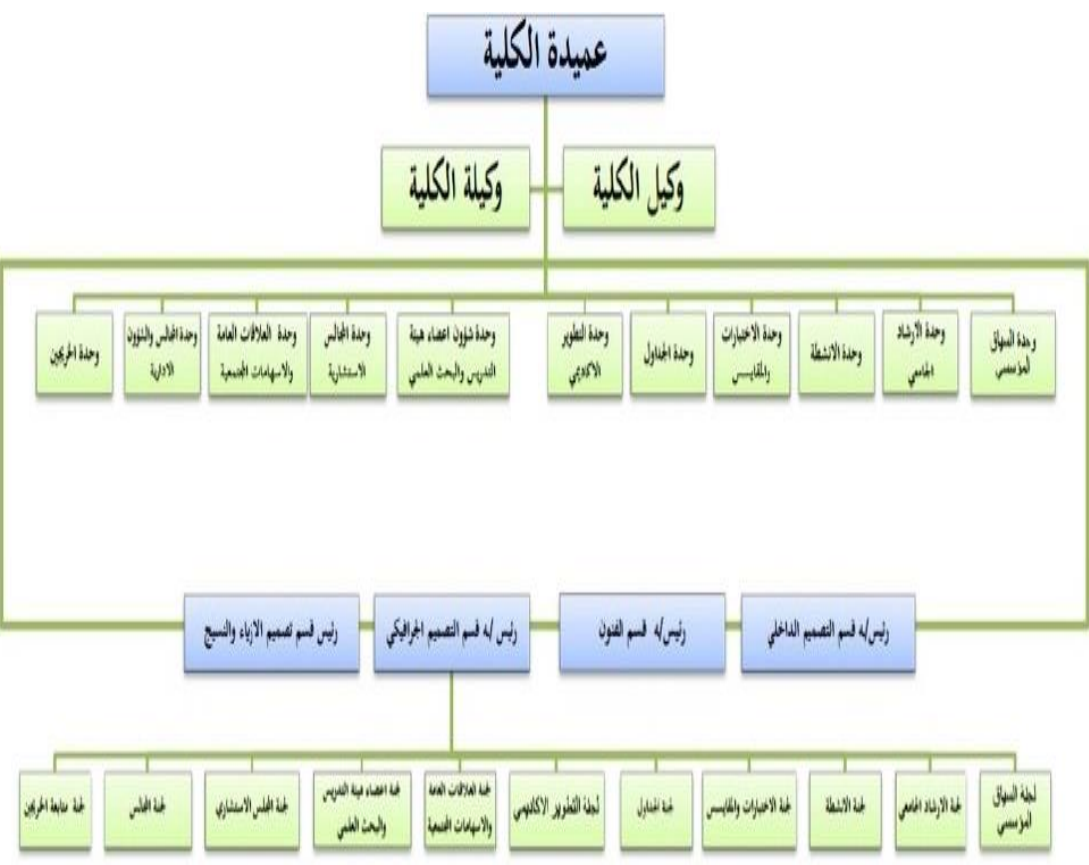 عميدة الكلية
وكيل الكلية
وكيلة الكلية
وحدة السياق
المؤسسي
وحدة الارشاد
الجامعي
وحدة الانشطة
وحدة الاختبارات
والمقاييس
وحدة الجداول
وحدة التطوير
الاكاديمي
وحدة شؤون اعضاء هيئة
التدريس والبحث العلمي
وحدة المجالس
الاستشارية
وحدة العلاقات العامة
والاسهامات المجتمعية
وحدة المجالس والشؤون
الادارية
وحدة الخريجين
رئيس/ه قسم التصميم الداخلي
رئيس/ه قسم الفنون
رئيس/ه قسم التصميم الجرافيكي
رئيس قسم تصميم الازياء والنسيج
لجنة السياق
المؤسسي
لجنة الارشاد الجامعي
لجنة الانشطة
لجنة الاختبارات والمقاييس
لجنة الجداول
لجنة التطوير الاكاديمي
لجنة العلاقات العامة
والاسهامات المجتمعية
لجنة اعضاء هيئة التدريس
والبحث العلمي
لجنة المجلس الاستشاري
لجنة المجالس
لجنة متابعة الخريجين